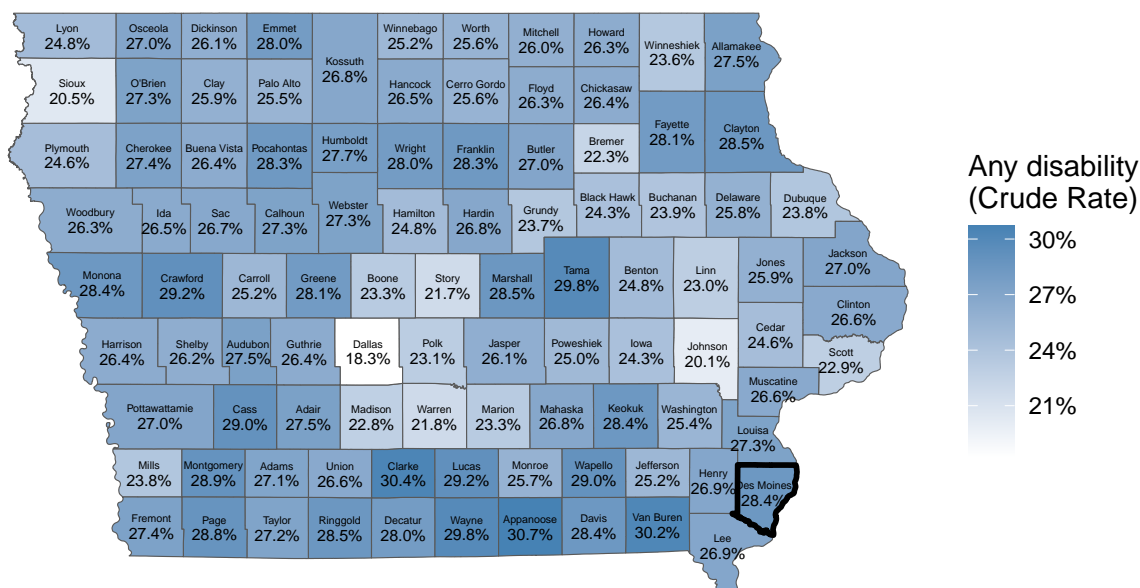 Lyon
24.8%
Osceola
27.0%
Dickinson
26.1%
Emmet
28.0%
Kossuth
26.8%
Winnebago
25.2%
Worth
25.6%
Mitchell
26.0%
Howard
26.3%
Winneshiek
23.6%
Allamakee
27.5%
Sioux
20.5%
O'Brien
27.3%
Clay
25.9%
Palo Alto
25.5%
Hancock
26.5%
Cerro Gordo
25.6%
Floyd
26.3%
Chickasaw
26.4%
Plymouth
24.6%
Cherokee
27.4%
Buena Vista
26.4%
Pocahontas
28.3%
Humboldt
27.7%
Wright
28.0%
Franklin
28.3%
Butler
27.0%
Bremer
22.3%
Fayette
28.1%
Clayton
28.5%
Woodbury
26.3%
Ida
26.5%
Sac
26.7%
Calhoun
27.3%
Webster
27.3%
Hamilton
24.8%
Hardin
26.8%
Grundy
23.7%
Black Hawk
24.3%
Buchanan
23.9%
Delaware
25.8%
Dubuque
23.8%
Monona
28.4%
Crawford
29.2%
Carroll
25.2%
Greene
28.1%
Boone
23.3%
Story
21.7%
Marshall
28.5%
Tama
29.8%
Benton
24.8%
Linn
23.0%
Jones
25.9%
Jackson
27.0%
Clinton
26.6%
Harrison
26.4%
Shelby
26.2%
Audubon
27.5%
Guthrie
26.4%
Dallas
18.3%
Polk
23.1%
Jasper
26.1%
Poweshiek
25.0%
Iowa
24.3%
Johnson
20.1%
Cedar
24.6%
Scott
22.9%
Muscatine
26.6%
Pottawattamie
27.0%
Cass
29.0%
Adair
27.5%
Madison
22.8%
Warren
21.8%
Marion
23.3%
Mahaska
26.8%
Keokuk
28.4%
Washington
25.4%
Louisa
27.3%
Mills
23.8%
Montgomery
28.9%
Adams
27.1%
Union
26.6%
Clarke
30.4%
Lucas
29.2%
Monroe
25.7%
Wapello
29.0%
Jefferson
25.2%
Henry
26.9%
Des Moines
28.4%
Fremont
27.4%
Page
28.8%
Taylor
27.2%
Ringgold
28.5%
Decatur
28.0%
Wayne
29.8%
Appanoose
30.7%
Davis
28.4%
Van Buren
30.2%
Lee
26.9%
Any disability
(Crude Rate)
30%
27%
24%
21%